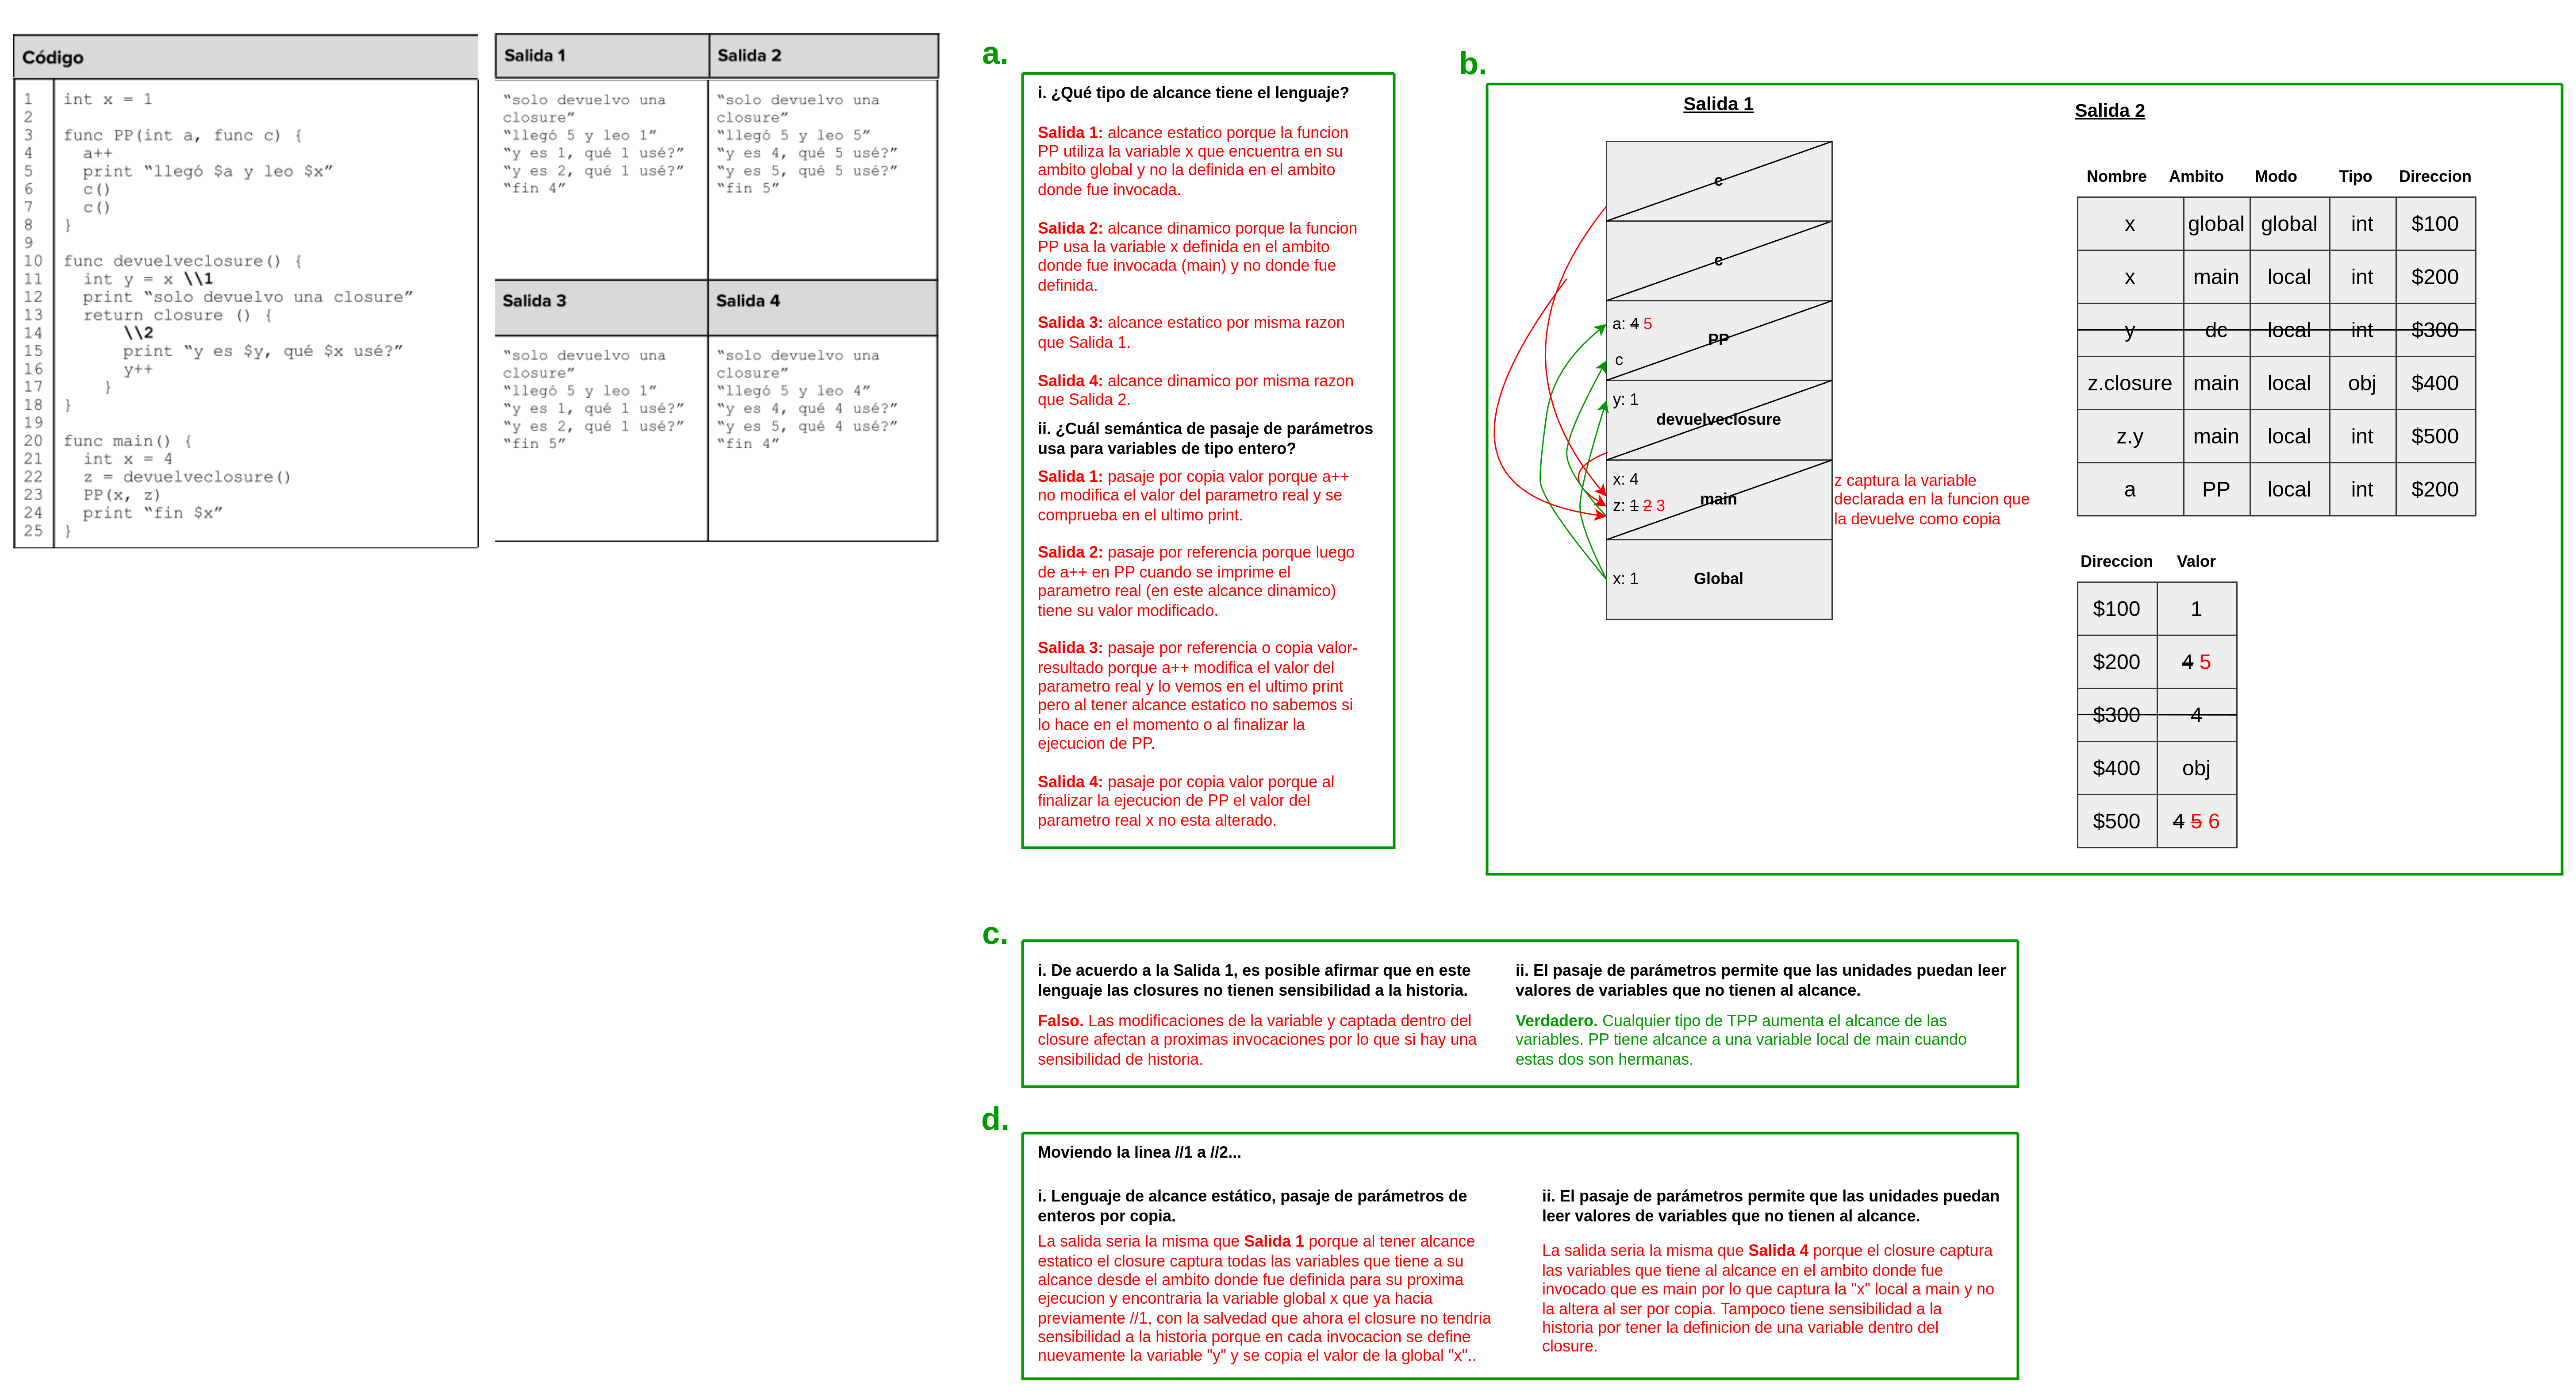 Código
1 int x = 1
2
3 func PP(int a, func c) {
4 a++
5 print “llegó $a y leo $x”
6 c()
7 c()
8 }
9
10 func devuelveclosure() {
11 int y = x \\1
12 print “solo devuelvo una closure”
13 return closure () {
14 \\2
15 print “y es $y, qué $x usé?”
16 y++
17 }
18 }
19
20 func main() {
21 int x = 4
22 z = devuelveclosure()
23 PP(x, z)
24 print “fin $x”
25 }
Salida 1
“solo devuelvo una
closure”
“llegó 5 y leo 1”
“y es 1, qué 1 usé?”
“y es 2, qué 1 usé?”
“fin 4”
Salida 2
“solo devuelvo una
closure”
“llegó 5 y leo 5”
“y es 4, qué 5 usé?”
“y es 5, qué 5 usé?”
“fin 5”
Salida 3
“solo devuelvo una
closure”
“llegó 5 y leo 1”
“y es 1, qué 1 usé?”
“y es 2, qué 1 usé?”
“fin 5”
Salida 4
“solo devuelvo una
closure”
“llegó 5 y leo 4”
“y es 4, qué 4 usé?”
“y es 5, qué 4 usé?”
“fin 4”
a.
i. ¿Qué tipo de alcance tiene el lenguaje?
Salida 1: alcance estatico porque la funcion
PP utiliza la variable x que encuentra en su
ambito global y no la definida en el ambito
donde fue invocada.
Salida 2: alcance dinamico porque la funcion
PP usa la variable x definida en el ambito
donde fue invocada (main) y no donde fue
definida.
Salida 3: alcance estatico por misma razon
que Salida 1.
Salida 4: alcance dinamico por misma razon
que Salida 2.
ii. ¿Cuál semántica de pasaje de parámetros
usa para variables de tipo entero?
Salida 1: pasaje por copia valor porque a++
no modifica el valor del parametro real y se
comprueba en el ultimo print.
Salida 2: pasaje por referencia porque luego
de a++ en PP cuando se imprime el
parametro real (en este alcance dinamico)
tiene su valor modificado.
Salida 3: pasaje por referencia o copia valor-
resultado porque a++ modifica el valor del
parametro real y lo vemos en el ultimo print
pero al tener alcance estatico no sabemos si
lo hace en el momento o al finalizar la
ejecucion de PP.
Salida 4: pasaje por copia valor porque al
finalizar la ejecucion de PP el valor del
parametro real x no esta alterado.
b.
Salida 1
c
c
a: 4 5
PP
c
y: 1
devuelveclosure
x: 4
main
z: 1 2 3
x: 1 Global
z captura la variable
declarada en la funcion que
la devuelve como copia
Salida 2
Nombre Ambito Modo Tipo Direccion
x global global int $100
x main local int $200
y dc local int $300
z.closure main local obj $400
z.y main local int $500
a PP local int $200
Direccion Valor
$100 1
$200 4 5
$300 4
$400 obj
$500 4 5 6
c.
i. De acuerdo a la Salida 1, es posible afirmar que en este
lenguaje las closures no tienen sensibilidad a la historia.
Falso. Las modificaciones de la variable y captada dentro del
closure afectan a proximas invocaciones por lo que si hay una
sensibilidad de historia.
ii. El pasaje de parámetros permite que las unidades puedan leer
valores de variables que no tienen al alcance.
Verdadero. Cualquier tipo de TPP aumenta el alcance de las
variables. PP tiene alcance a una variable local de main cuando
estas dos son hermanas.
d.
Moviendo la linea //1 a //2...
i. Lenguaje de alcance estático, pasaje de parámetros de
enteros por copia.
La salida seria la misma que Salida 1 porque al tener alcance
estatico el closure captura todas las variables que tiene a su
alcance desde el ambito donde fue definida para su proxima
ejecucion y encontraria la variable global x que ya hacia
previamente //1, con la salvedad que ahora el closure no tendria
sensibilidad a la historia porque en cada invocacion se define
nuevamente la variable "y" y se copia el valor de la global "x"..
ii. El pasaje de parámetros permite que las unidades puedan
leer valores de variables que no tienen al alcance.
La salida seria la misma que Salida 4 porque el closure captura
las variables que tiene al alcance en el ambito donde fue
invocado que es main por lo que captura la "x" local a main y no
la altera al ser por copia. Tampoco tiene sensibilidad a la
historia por tener la definicion de una variable dentro del
closure.